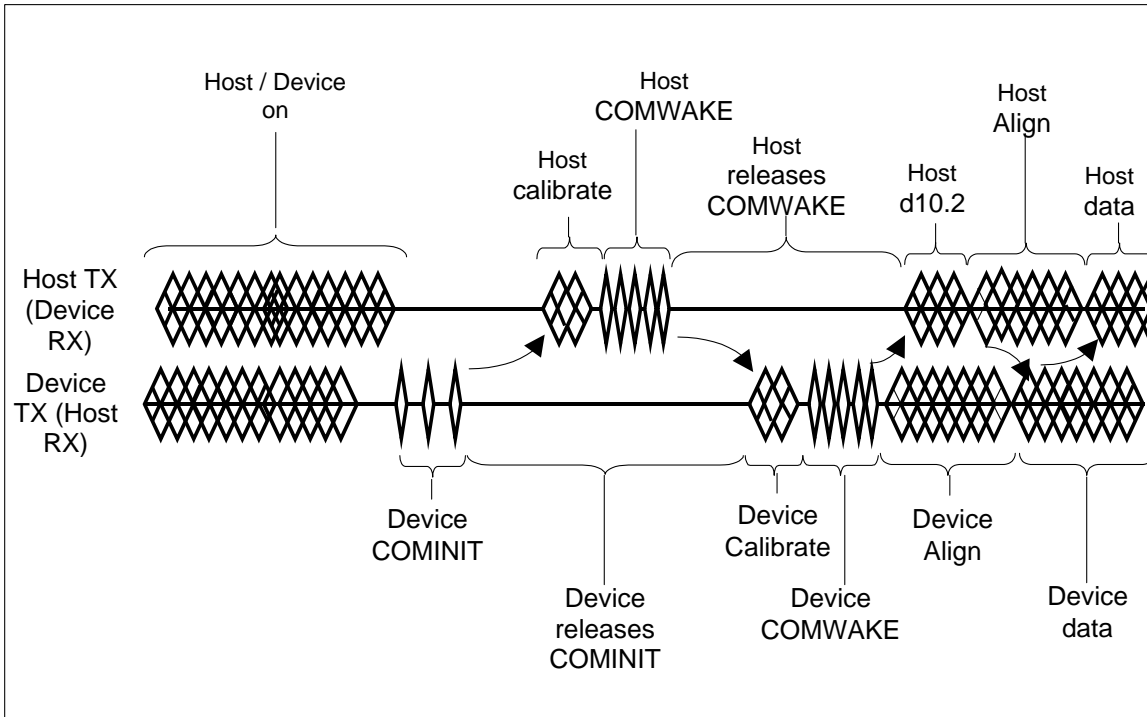 Host / Device
on
Host
COMWAKE
Host
Align
Host
calibrate
Host
releases
COMWAKE
Host
d10.2
Host
data
Host TX
(Device
RX)
Device
TX (Host
RX)
Device
COMINIT
Device
Calibrate
Device
Align
Device
releases
COMINIT
Device
COMWAKE
Device
data